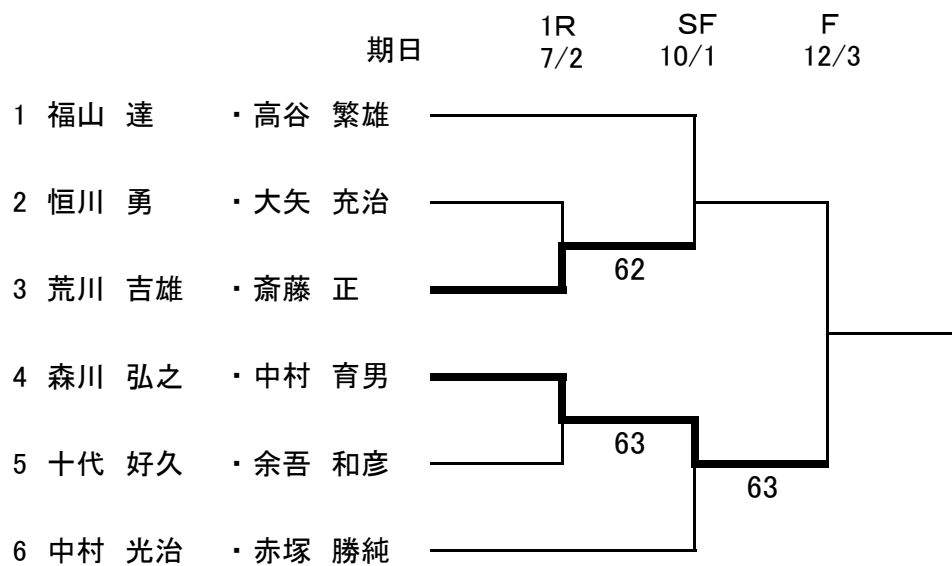 1R SF F
期日 7/2 10/1 12/3
1 福山 達 ・高谷 繁雄
2 恒川 勇 ・大矢 充治
62
3 荒川 吉雄 ・斎藤 正
4 森川 弘之 ・中村 育男
63
5 十代 好久 ・余吾 和彦
63
6 中村 光治 ・赤塚 勝純